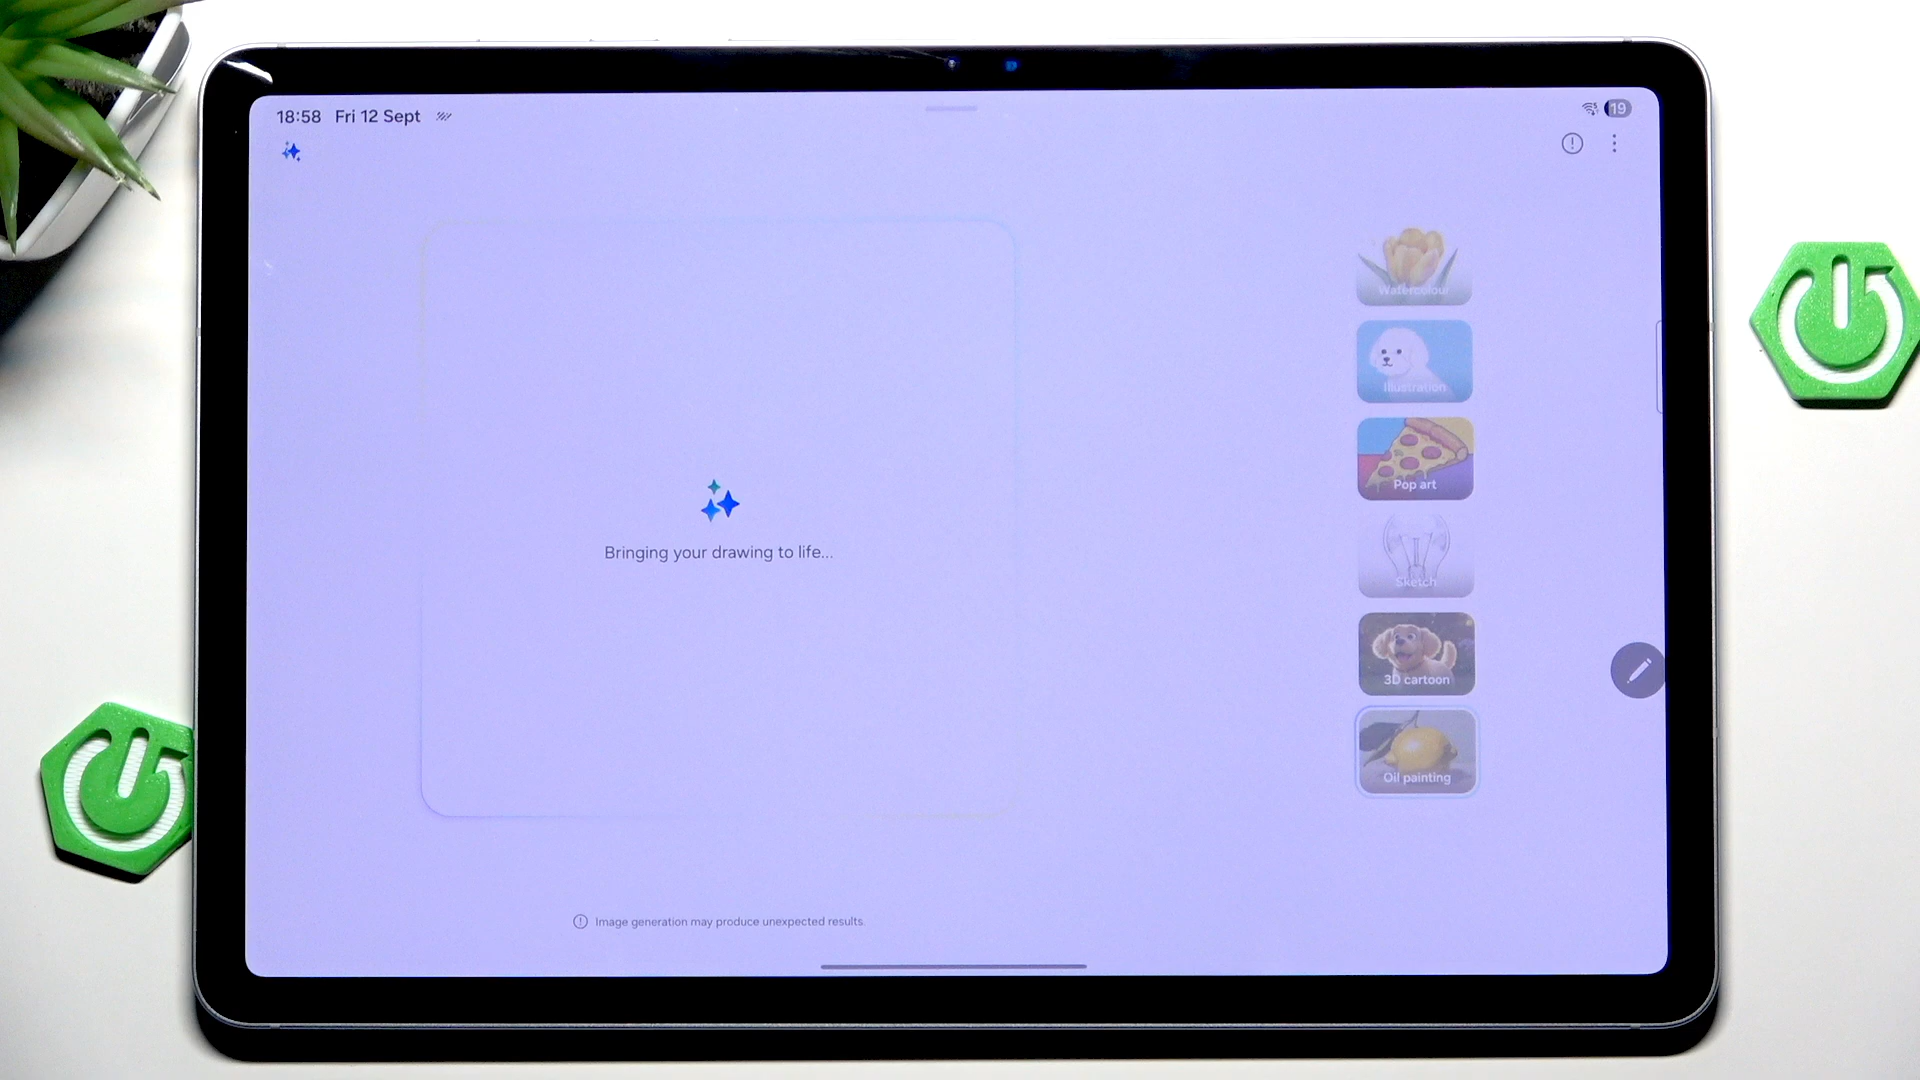 18:58 Fri 12 Sept
19
Watercolour
Illustration
Pop art
Sketch
3D cartoon
Oil painting
Bringing your drawing to life...
Image generation may produce unexpected results.